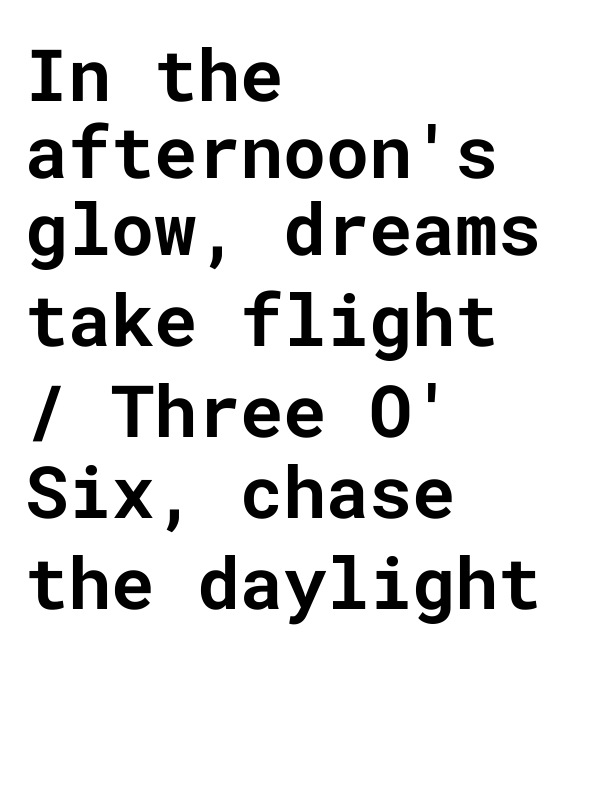 In the
afternoon's
glow, dreams
take flight
/ Three O'
Six, chase
the daylight